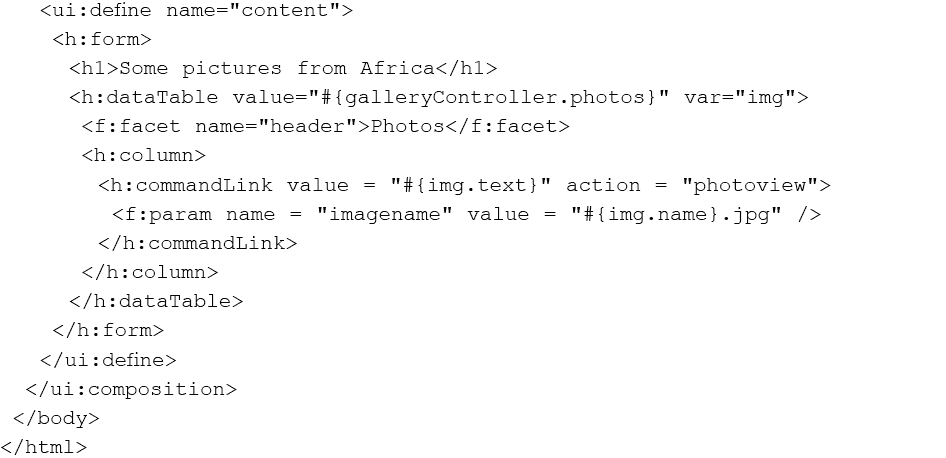 <ui:define name="content">
<h:form>
<h1>Some pictures from Africa</h1>
<h:dataTable value="#{galleryController.photos}" var="img">
<f:facet name="header">Photos</f:facet>
<h:column>
<h:commandLink value = "#{img.text}" action = "photoview">
<f:param name = "imagename" value = "#{img.name}.jpg" />
</h:commandLink>
</h:column>
</h:dataTable>
</h:form>
</ui:define>
</ui:composition>
</body>
</html>